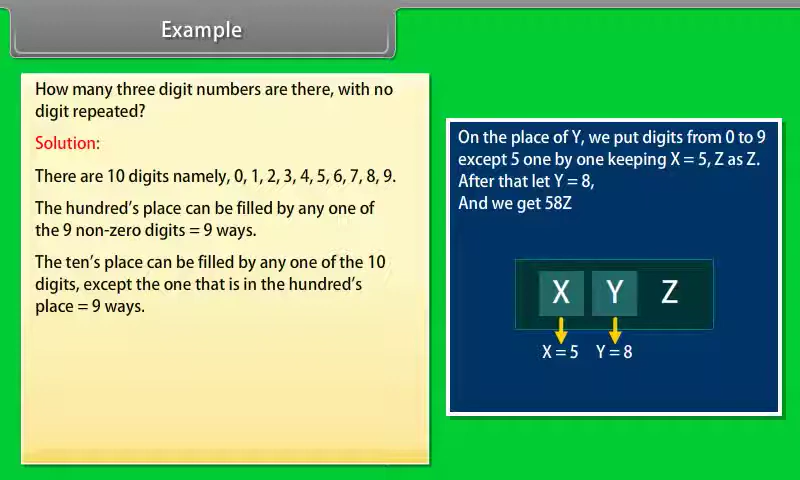 Example
How many three digit numbers are there, with no
digit repeated?
Solution:
There are 10 digits namely, 0, 1, 2, 3, 4, 5, 6, 7, 8, 9.
The hundred's place can be filled by any one of
the 9 non-zero digits = 9 ways.
The ten's place can be filled by any one of the 10
digits, except the one that is in the hundred's
place = 9 ways.
On the place of Y, we put digits from 0 to 9
except 5 one by one keeping X = 5, Z as Z.
After that let Y = 8,
And we get 58Z
X Y Z
X = 5 Y = 8